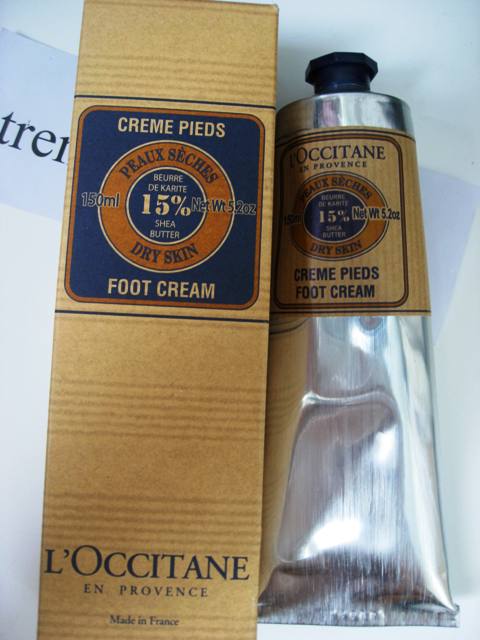 tren
CREME PIEDS
PEAUX SÈCHES
BEURRE
DE KARITE
150ml 15% Net Wt 5.2oz
SHEA
BUTTER
DRY SKIN
FOOT CREAM
L'OCCITANE
EN PROVENCE
Made in France
L'OCCITANE
EN PROVENCE
PEAUX SÈCHES
BEURRE
DE KARITE
150ml 15% Net Wt 5.2oz
SHEA
BUTTER
DRY SKIN
CREME PIEDS
FOOT CREAM